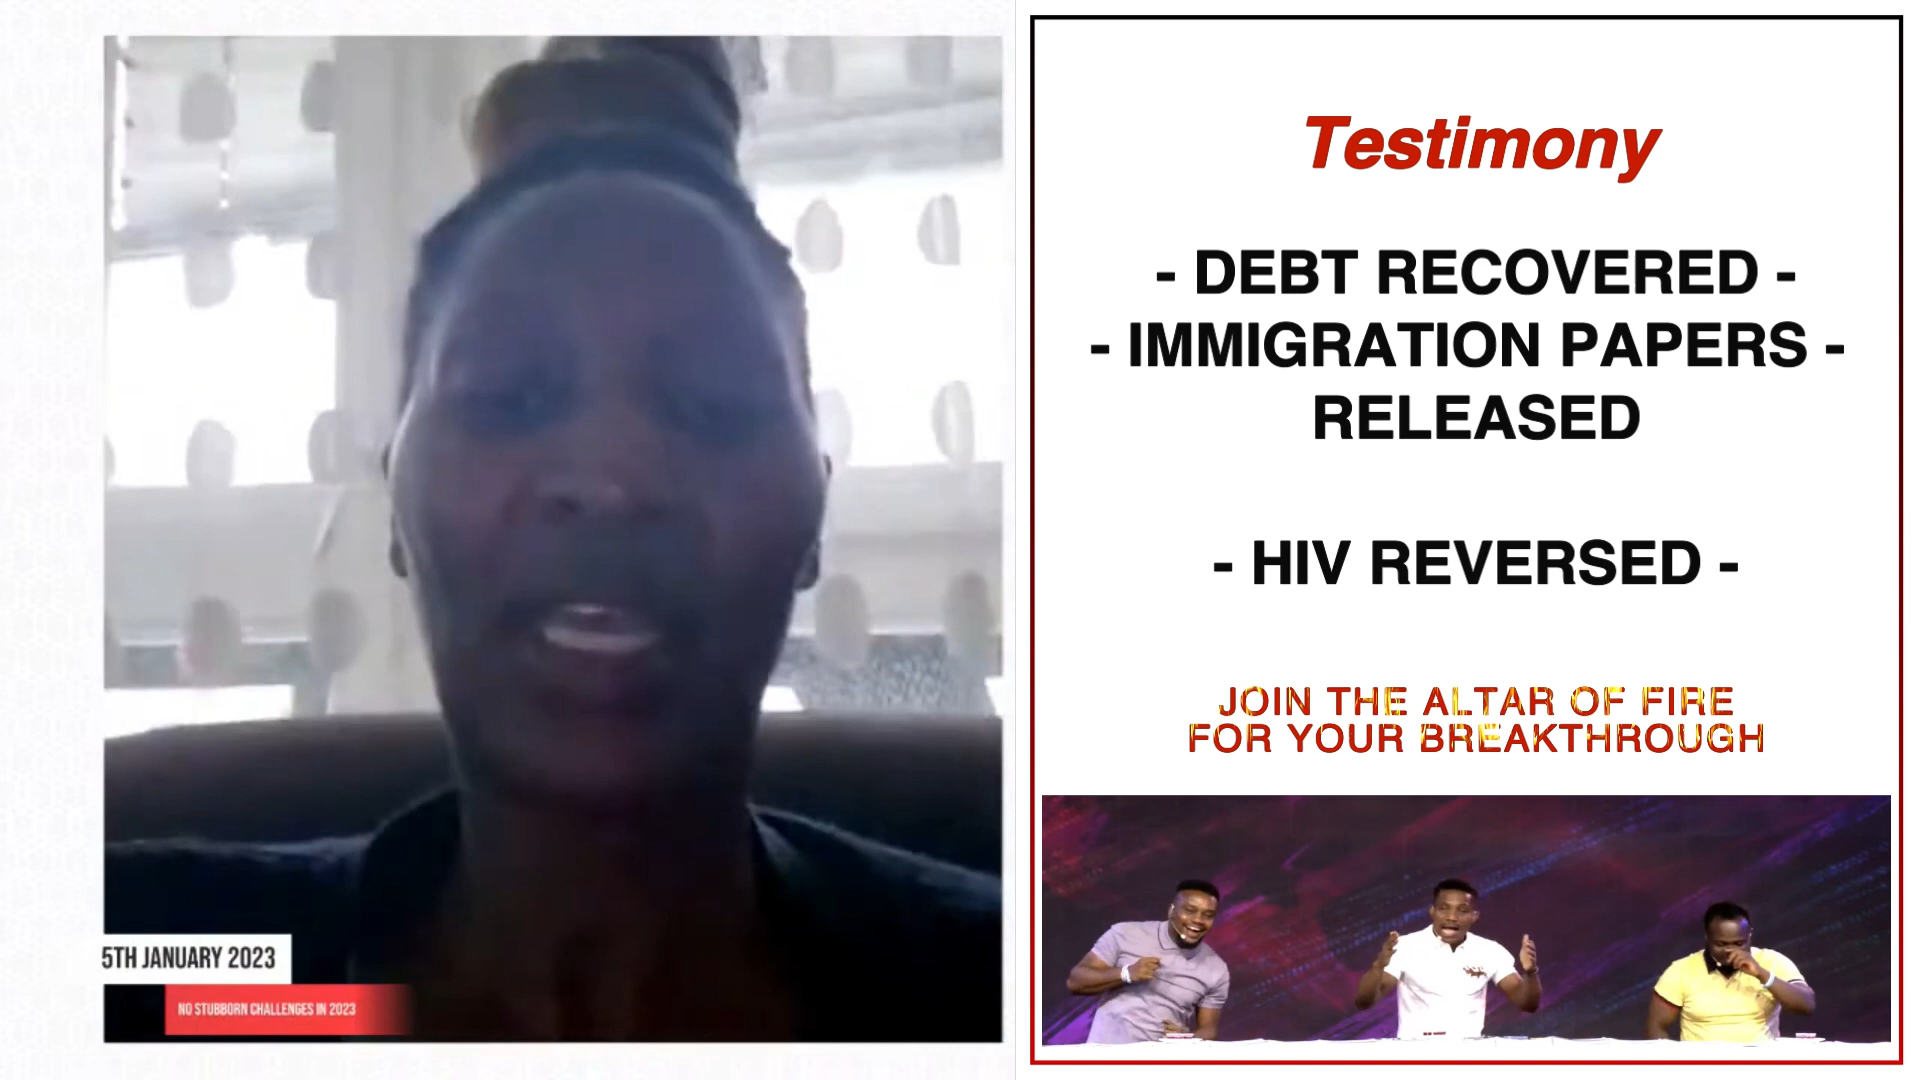 5TH JANUARY 2023
NO STUBBORN CHALLENGES IN 2023
Testimony
- DEBT RECOVERED -
- IMMIGRATION PAPERS -
RELEASED
- HIV REVERSED -
JOIN THE ALTAR OF FIRE
FOR YOUR BREAKTHROUGH